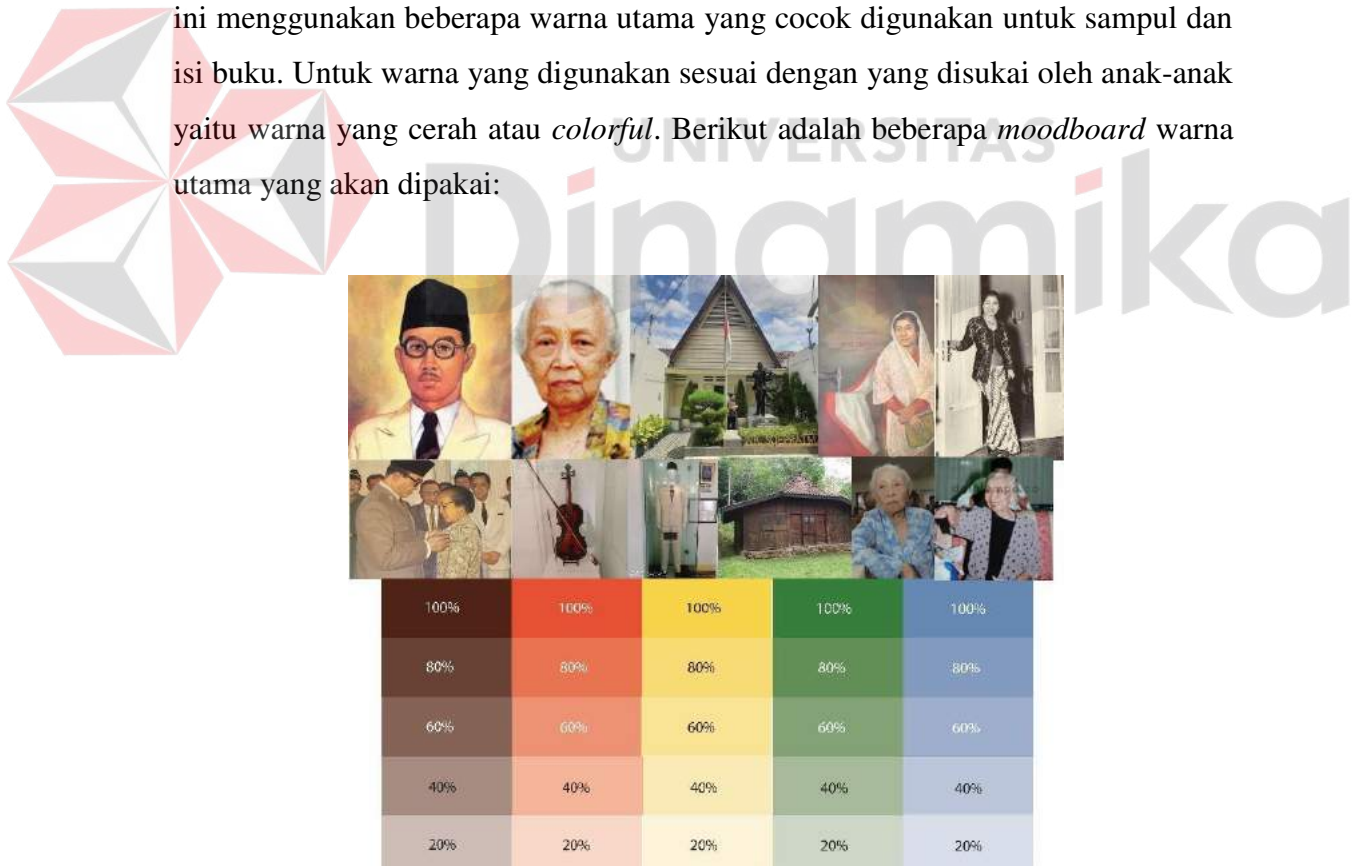 ini menggunakan beberapa warna utama yang cocok digunakan untuk sampul dan
isi buku. Untuk warna yang digunakan sesuai dengan yang disukai oleh anak-anak
yaitu warna yang cerah atau colorful. Berikut adalah beberapa moodboard warna
utama yang akan dipakai:
UNIVERSITAS
Dinamika
100% 100% 100% 100% 100%
80% 80% 80% 80% 80%
60% 60% 60% 60% 60%
40% 40% 40% 40% 40%
20% 20% 20% 20% 20%